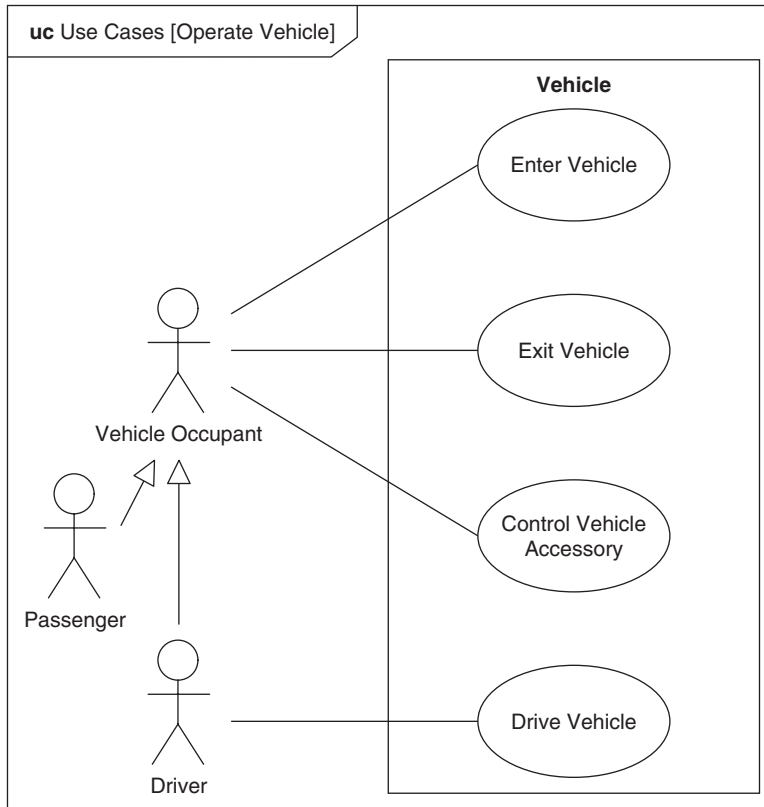 uc Use Cases [Operate Vehicle]
Vehicle
Enter Vehicle
Exit Vehicle
Vehicle Occupant
Control Vehicle
Accessory
Passenger
Drive Vehicle
Driver